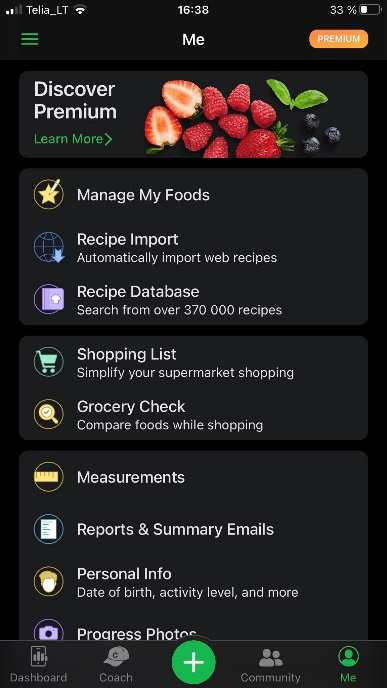 Telia_LT 16:38 33 %
Me PREMIUM
Discover
Premium
Learn More
Manage My Foods
Recipe Import
Automatically import web recipes
Recipe Database
Search from over 370 000 recipes
Shopping List
Simplify your supermarket shopping
Grocery Check
Compare foods while shopping
Measurements
Reports & Summary Emails
Personal Info
Date of birth, activity level, and more
Progress Photos
Dashboard Coach Community Me